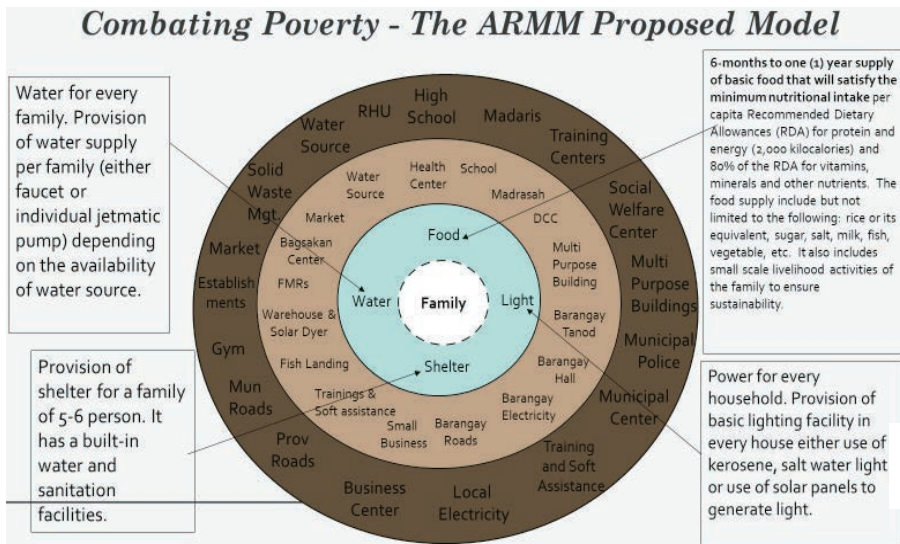 Combating Poverty - The ARMM Proposed Model
Water for every
family. Provision
of water supply
per family (either
faucet or
individual jetmatic
pump) depending
on the availability
of water source.
Provision of
shelter for a family
of 5-6 person. It
has a built-in
water and
sanitation
facilities.
6-months to one (1) year supply
of basic food that will satisfy the
minimum nutritional intake per
capita Recommended Dietary
Allowances (RDA) for protein and
energy (2,000 kilocalories) and
80% of the RDA for vitamins,
minerals and other nutrients. The
food supply include but not
limited to the following: rice or its
equivalent, sugar, salt, milk, fish,
vegetable, etc. It also includes
small scale livelihood activities of
the family to ensure
sustainability.
Power for every
household. Provision of
basic lighting facility in
every house either use of
kerosene, salt water light
or use of solar panels to
generate light.
High
School
Madaris
Training
Centers
Social
Welfare
Center
Multi
Purpose
Buildings
Municipal
Police
Municipal
Center
Training
and Soft
Assistance
Local
Electricity
Business
Center
Prov
Roads
Mun
Roads
Gym
Establish
ments
Market
Solid
Waste
Mgt.
Water
Source
RHU
Health
Center
School
Madrasah
DCC
Multi
Purpose
Building
Barangay
Tanod
Barangay
Hall
Barangay
Electricity
Barangay
Roads
Small
Business
Trainings &
Soft assistance
Fish Landing
Warehouse &
Solar Dyer
FMRs
Bagsakan
Center
Market
Water
Source
Food
Light
Shelter
Water
Family